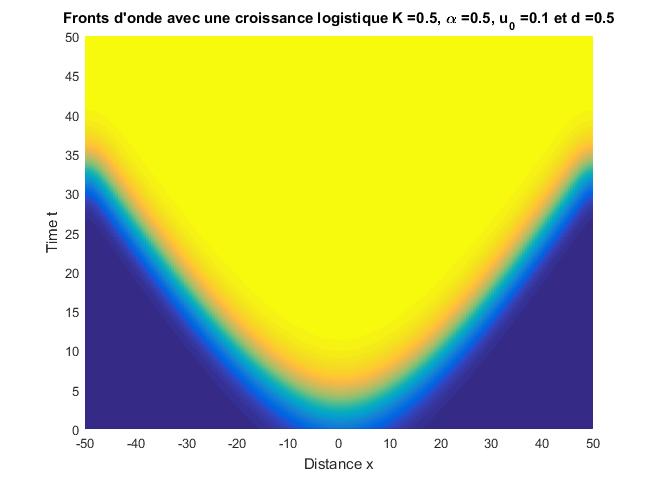 Fronts d'onde avec une croissance logistique K =0.5, α =0.5, u0 =0.1 et d =0.5
50
45
40
35
30
25
20
15
10
5
0
Time t
-50 -40 -30 -20 -10 0 10 20 30 40 50
Distance x